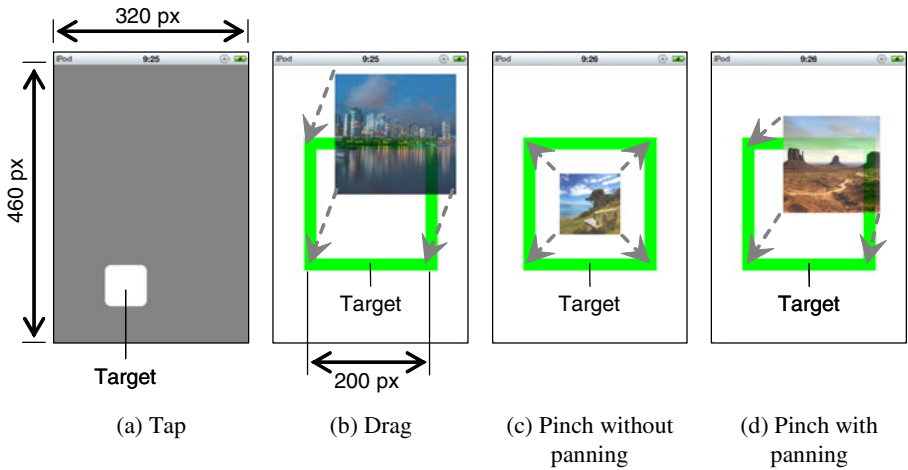 320 px
460 px
iPod 9:25
iPod 9:25
iPod 9:26
iPod 9:26
Target
Target
Target
Target
200 px
(a) Tap
(b) Drag
(c) Pinch without
panning
(d) Pinch with
panning